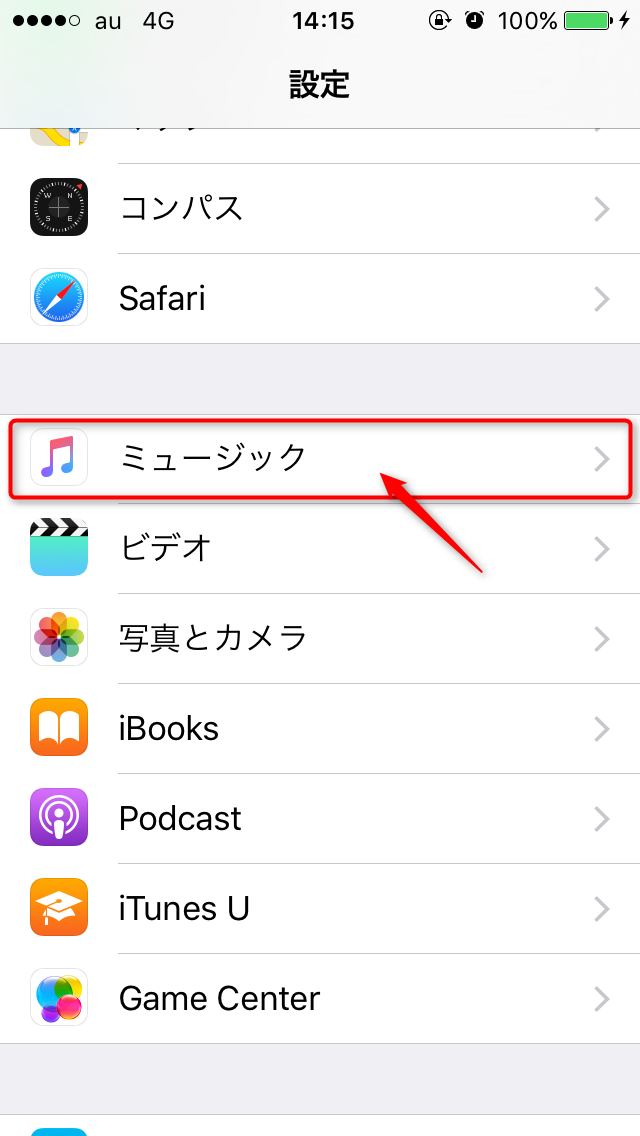 au 4G 14:15 100%
設定
コンパス
Safari
ミュージック
ビデオ
写真とカメラ
iBooks
Podcast
iTunes U
Game Center